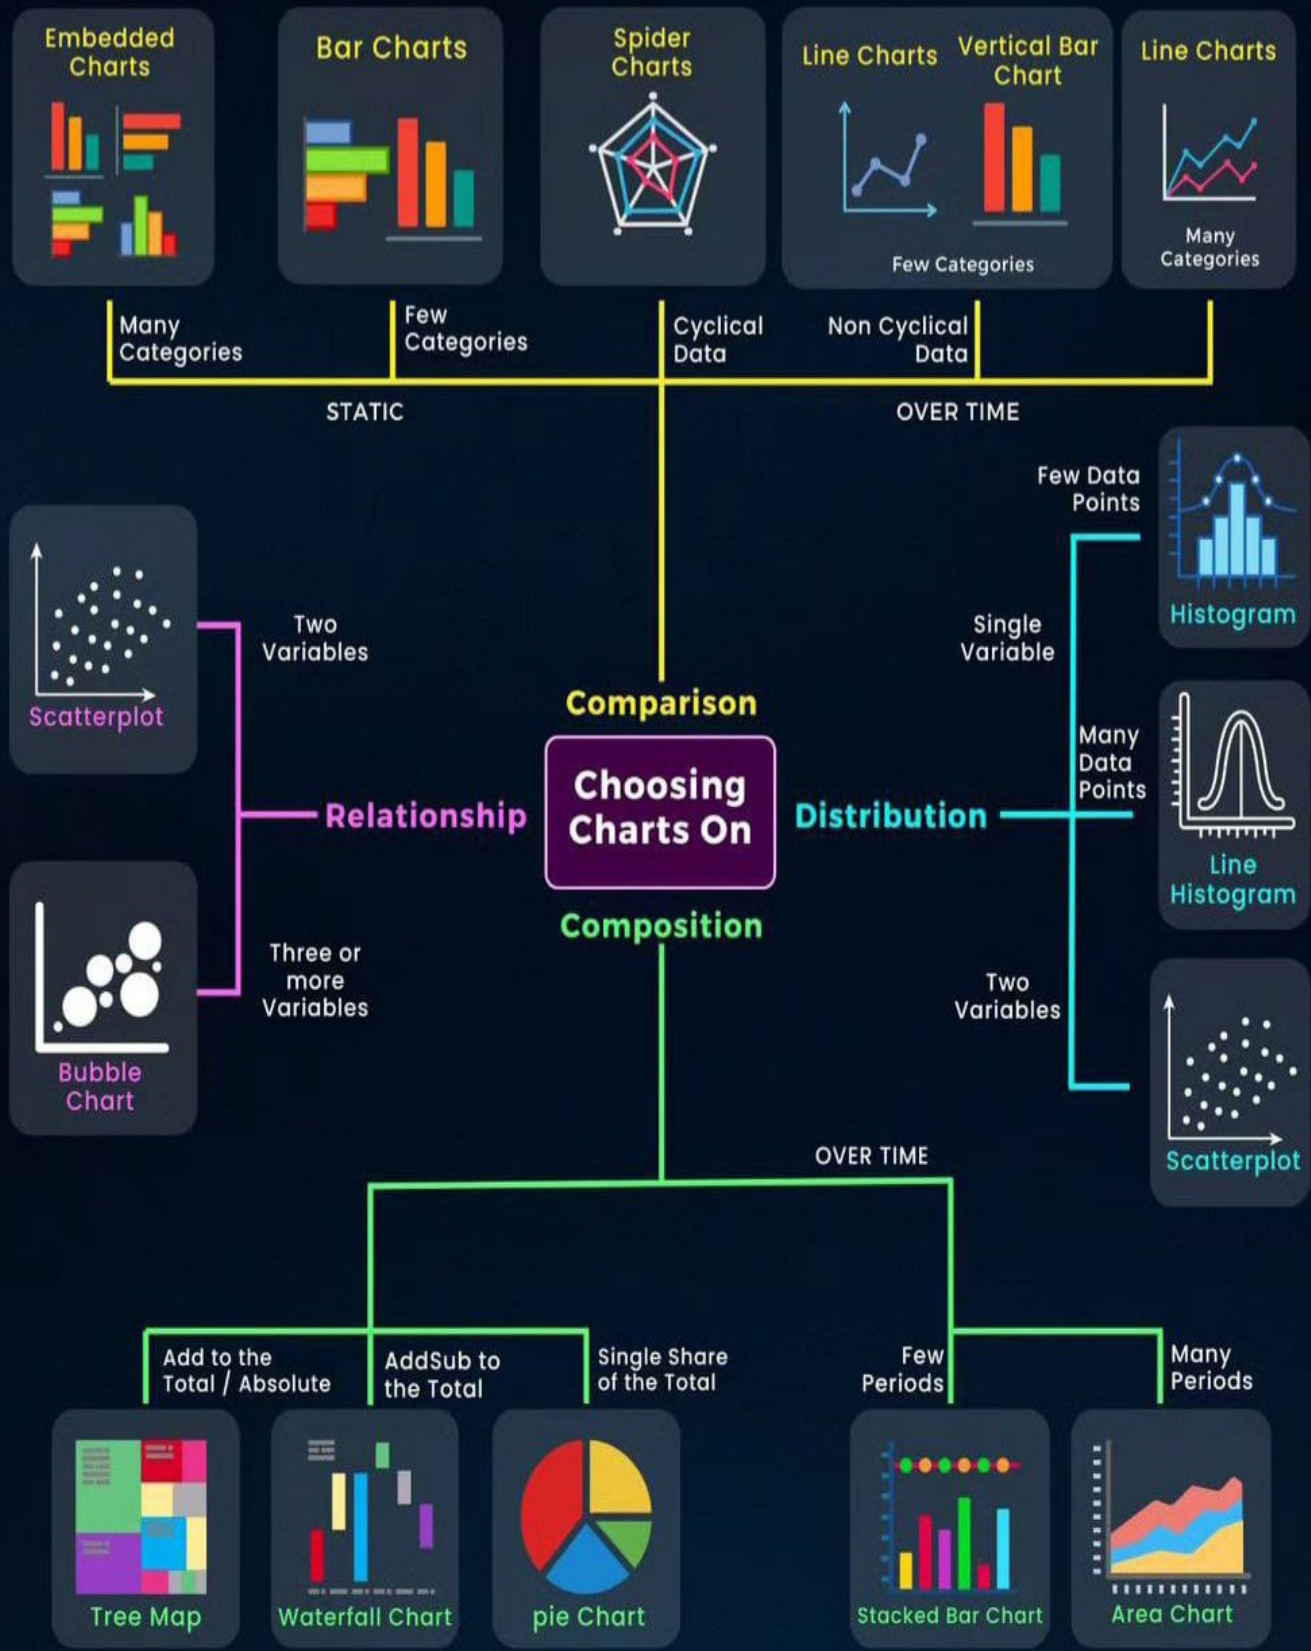 Embedded
Charts
Bar Charts
Spider
Charts
Line Charts
Vertical Bar
Chart
Few Categories
Line Charts
Many
Categories
Many
Categories
Few
Categories
Cyclical
Data
Non Cyclical
Data
STATIC
OVER TIME
Few Data
Points
Histogram
Single
Variable
Two
Variables
Scatterplot
Many
Data
Points
Line
Histogram
Comparison
Choosing
Charts On
Relationship
Distribution
Composition
Three or
more
Variables
Bubble
Chart
Two
Variables
Scatterplot
OVER TIME
Add to the
Total / Absolute
AddSub to
the Total
Single Share
of the Total
Few
Periods
Many
Periods
Tree Map
Waterfall Chart
pie Chart
Stacked Bar Chart
Area Chart